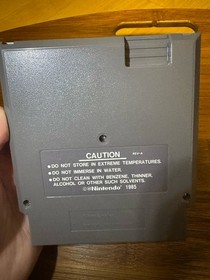 CAUTION REV-A
●DO NOT STORE IN EXTREME TEMPERATURES.
●DO NOT IMMERSE IN WATER.
●DO NOT CLEAN WITH BENZENE, THINNER,
ALCOHOL OR OTHER SUCH SOLVENTS.
©®Nintendo 1985